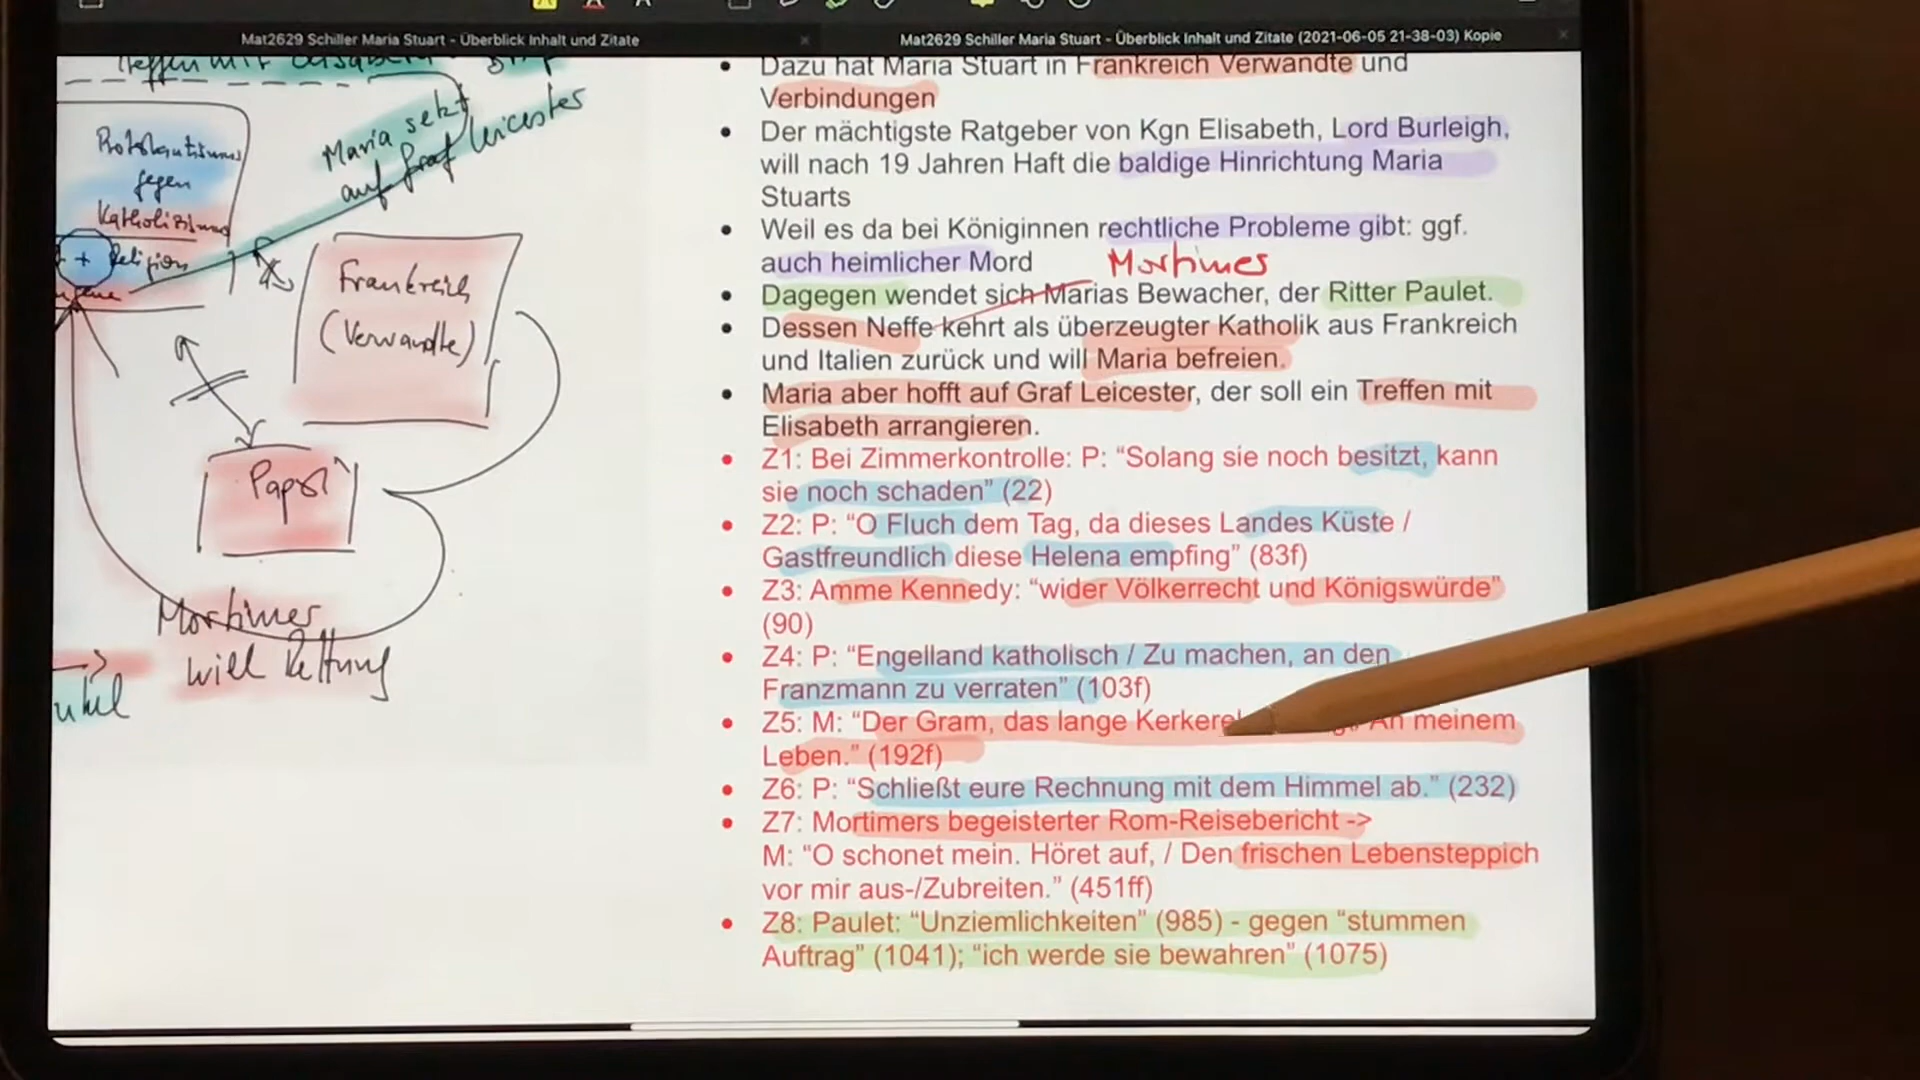 Mat2629 Schiller Maria Stuart - Überblick Inhalt und Zitate
Mat2629 Schiller Maria Stuart - Überblick Inhalt und Zitate (2021-06-05 21-38-03) Kopie
Treffen mit
Maria setzt
auf Graf Leicester
Protestantismus
gegen
Katholizismus
+ Religion
Frankreich
(Verwandte)
Papst
Mortimer
will Rettung
• Dazu hat Maria Stuart in Frankreich Verwandte und
Verbindungen
• Der mächtigste Ratgeber von Kgn Elisabeth, Lord Burleigh,
will nach 19 Jahren Haft die baldige Hinrichtung Maria
Stuarts
• Weil es da bei Königinnen rechtliche Probleme gibt: ggf.
auch heimlicher Mord
Mortimer
• Dagegen wendet sich Marias Bewacher, der Ritter Paulet.
• Dessen Neffe kehrt als überzeugter Katholik aus Frankreich
und Italien zurück und will Maria befreien.
• Maria aber hofft auf Graf Leicester, der soll ein Treffen mit
Elisabeth arrangieren.
• Z1: Bei Zimmerkontrolle: P: “Solang sie noch besitzt, kann
sie noch schaden” (22)
• Z2: P: “O Fluch dem Tag, da dieses Landes Küste /
Gastfreundlich diese Helena empfing” (83f)
• Z3: Amme Kennedy: “wider Völkerrecht und Königswürde”
(90)
• Z4: P: “Engelland katholisch / Zu machen, an den
Franzmann zu verraten” (103f)
• Z5: M: “Der Gram, das lange An meinem
Leben.” (192f)
• Z6: P: “Schließt eure Rechnung mit dem Himmel ab.” (232)
• Z7: Mortimers begeisterter Rom-Reisebericht ->
M: “O schonet mein. Höret auf, / Den frischen Lebensteppich
vor mir aus-/Zubreiten.” (451ff)
• Z8: Paulet: “Unziemlichkeiten” (985) - gegen “stummen
Auftrag” (1041); “ich werde sie bewahren” (1075)